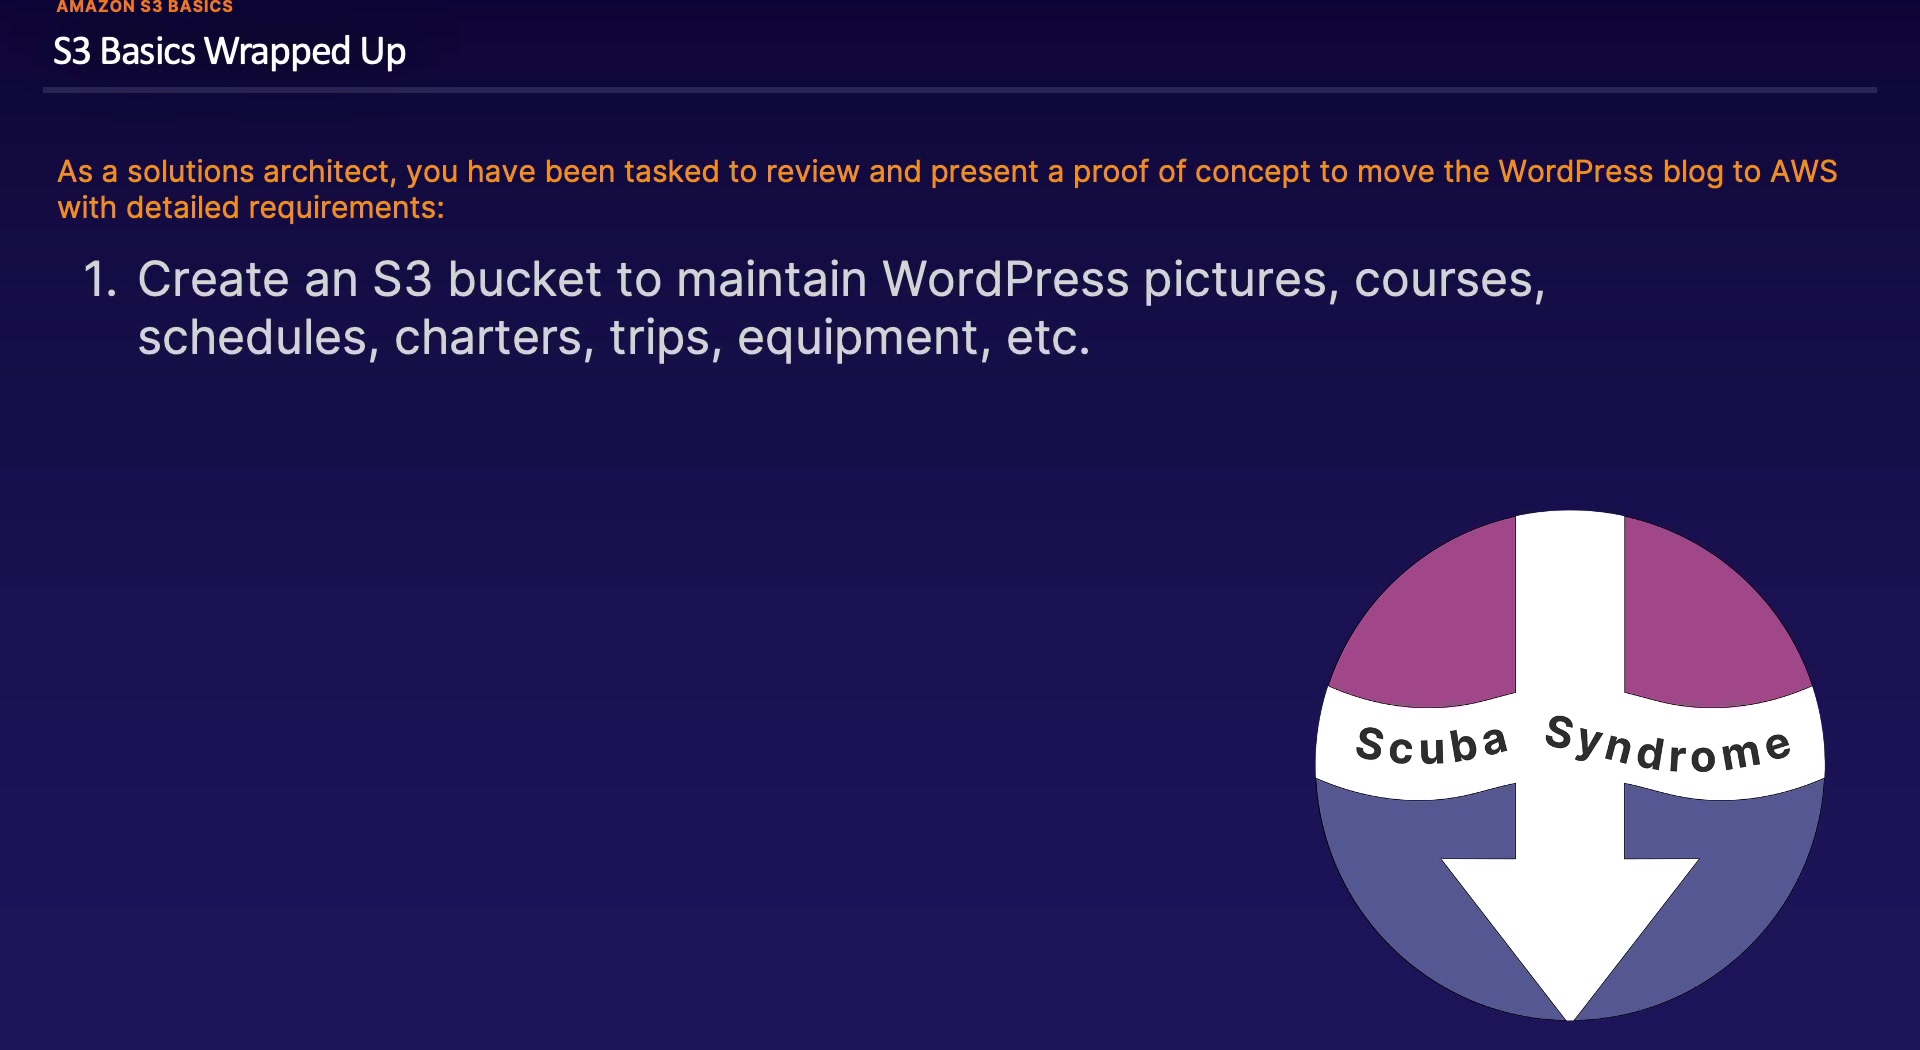 AMAZON S3 BASICS
S3 Basics Wrapped Up
As a solutions architect, you have been tasked to review and present a proof of concept to move the WordPress blog to AWS
with detailed requirements:
1. Create an S3 bucket to maintain WordPress pictures, courses,
schedules, charters, trips, equipment, etc.
Scuba Syndrome